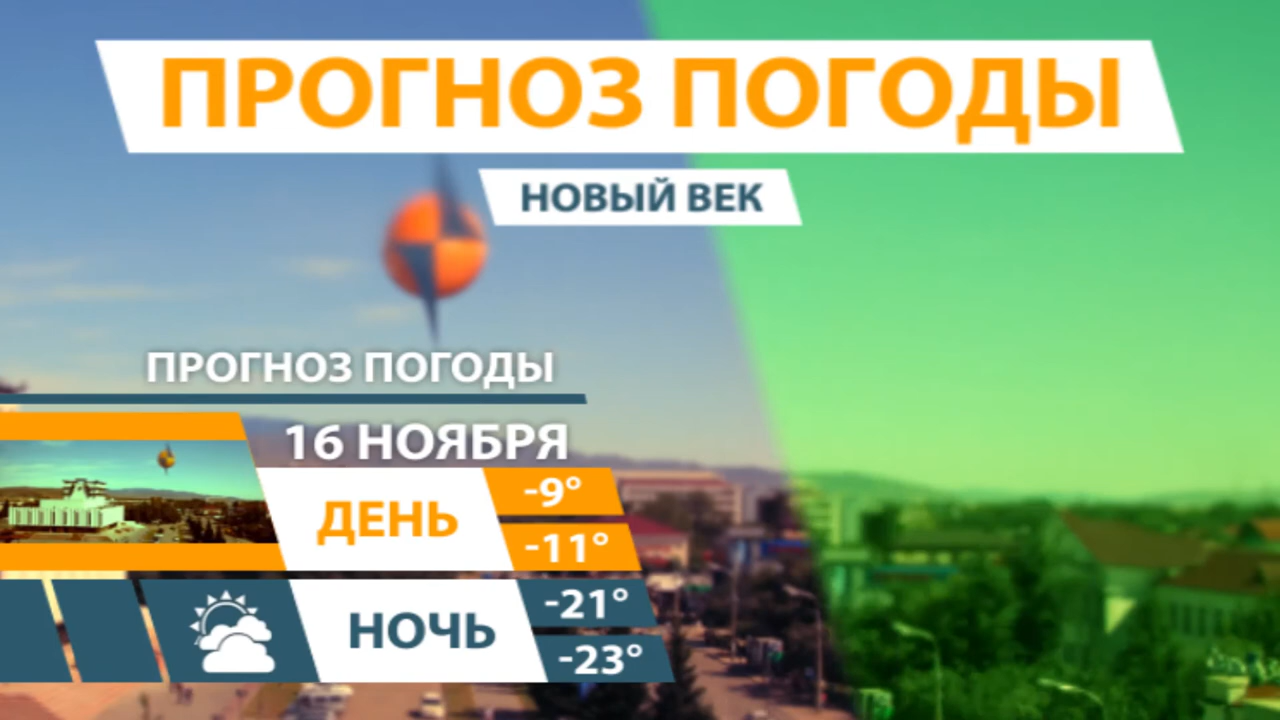 ПРОГНОЗ ПОГОДЫ
НОВЫЙ ВЕК
ПРОГНОЗ ПОГОДЫ
16 НОЯБРЯ
ДЕНЬ
-9°
-11°
НОЧЬ
-21°
-23°